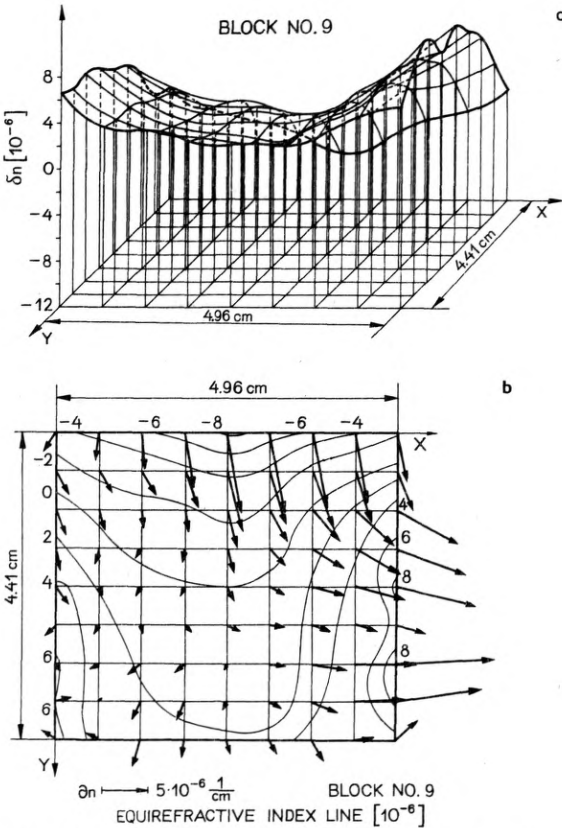 BLOCK NO. 9
δn [10⁻⁶]
8
4
0
−4
−8
−12
X
Y
4.96 cm
4.41 cm
b
4.96 cm
−4 −6 −8 −6 −4
X
−2
0
2
4
6
6
4
6
8
8
4.41 cm
Y
∂n 5·10⁻⁶ 1/cm BLOCK NO. 9
EQUIREFRACTIVE INDEX LINE [10⁻⁶]